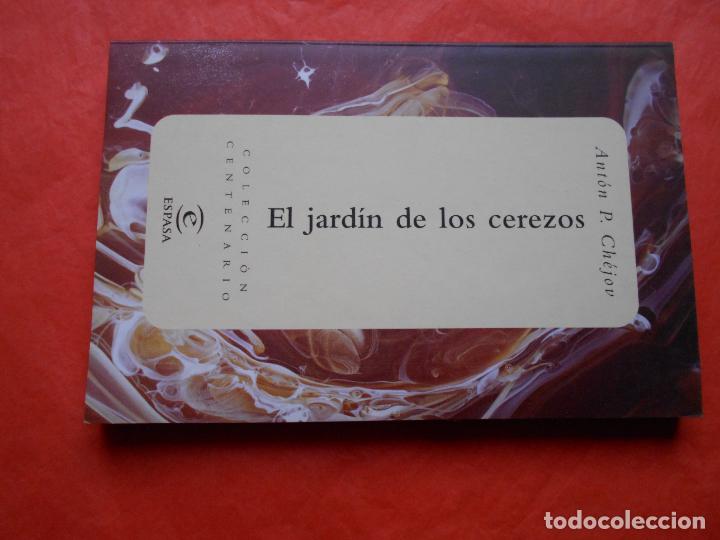 Antón P. Chéjov
El jardín de los cerezos
COLECCIÓN
CENTENARIO
e
ESPASA
todocoleccion